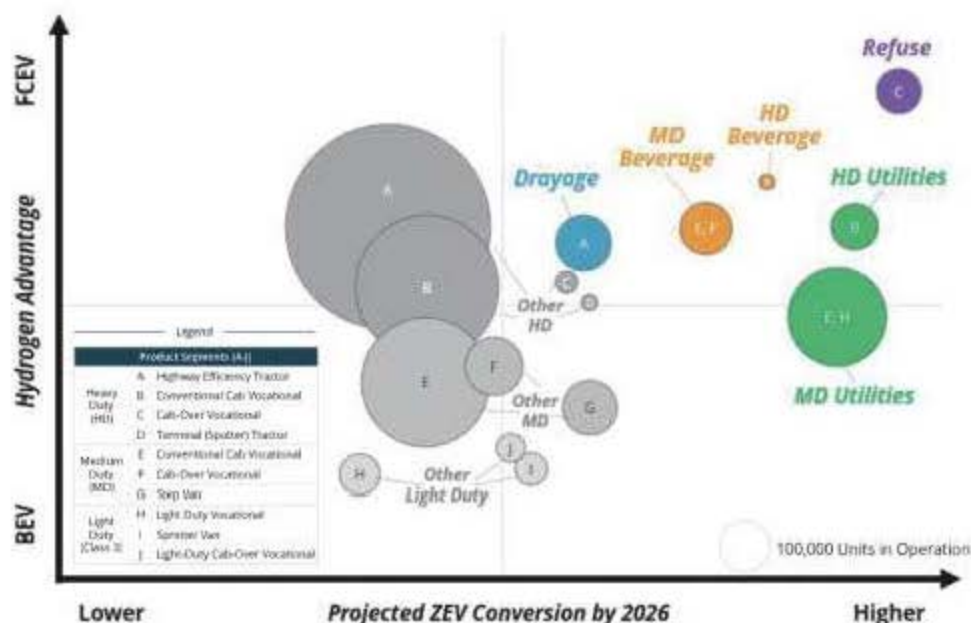 FCEV
Hydrogen Advantage
BEV
Refuse
C
HD
Beverage
MD
Beverage
HD Utilities
B
Drayage
A
E, F
A
B
C
Other
HD
E, H
MD Utilities
E
F
G
Other
MD
J
I
H
Other
Light Duty
Legend
Product Segments (A-J)
Heavy Duty (HD)
A Highway Efficiency Tractor
B Conventional Cab Vocational
C Cab-Over Vocational
D Terminal (Spotter) Tractor
Medium Duty (MD)
E Conventional Cab Vocational
F Cab-Over Vocational
G Step Van
Light Duty (Class 3)
H Light Duty Vocational
I Sprinter Van
J Light-Duty Cab-Over Vocational
100,000 Units in Operation
Lower
Projected ZEV Conversion by 2026
Higher